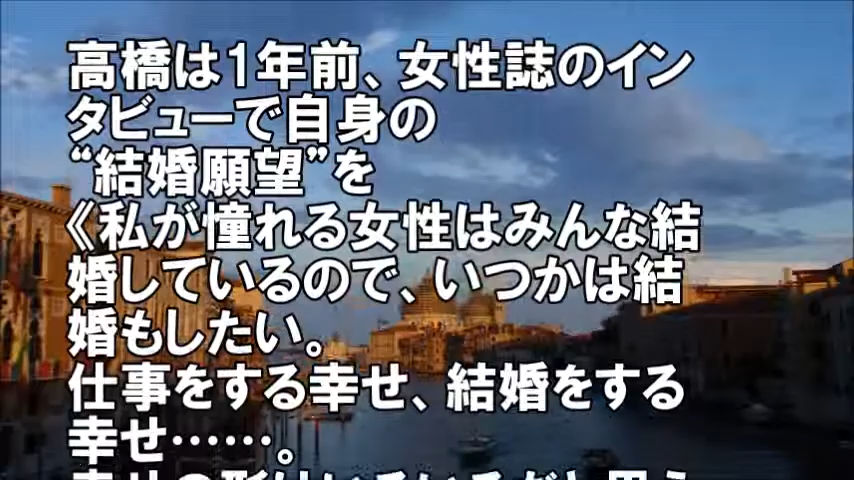 高橋は１年前、女性誌のイン
タビューで自身の
“結婚願望”を
《私が憧れる女性はみんな結
婚しているので、いつかは結
婚もしたい。
仕事をする幸せ、結婚をする
幸せ……。